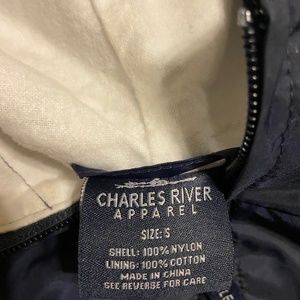 CHARLES RIVER
APPAREL
SIZE: S
SHELL: 100% NYLON
LINING: 100% COTTON
MADE IN CHINA
SEE REVERSE FOR CARE